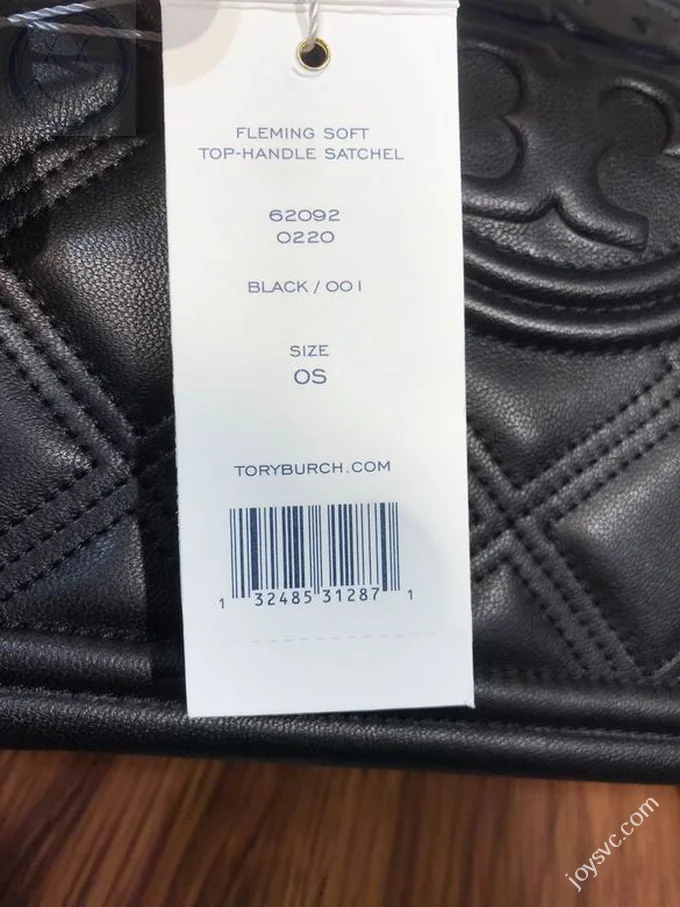 FLEMING SOFT
TOP-HANDLE SATCHEL
62092
0220
BLACK / 001
SIZE
OS
TORYBURCH.COM
1 32485 31287 1
joysvc.com